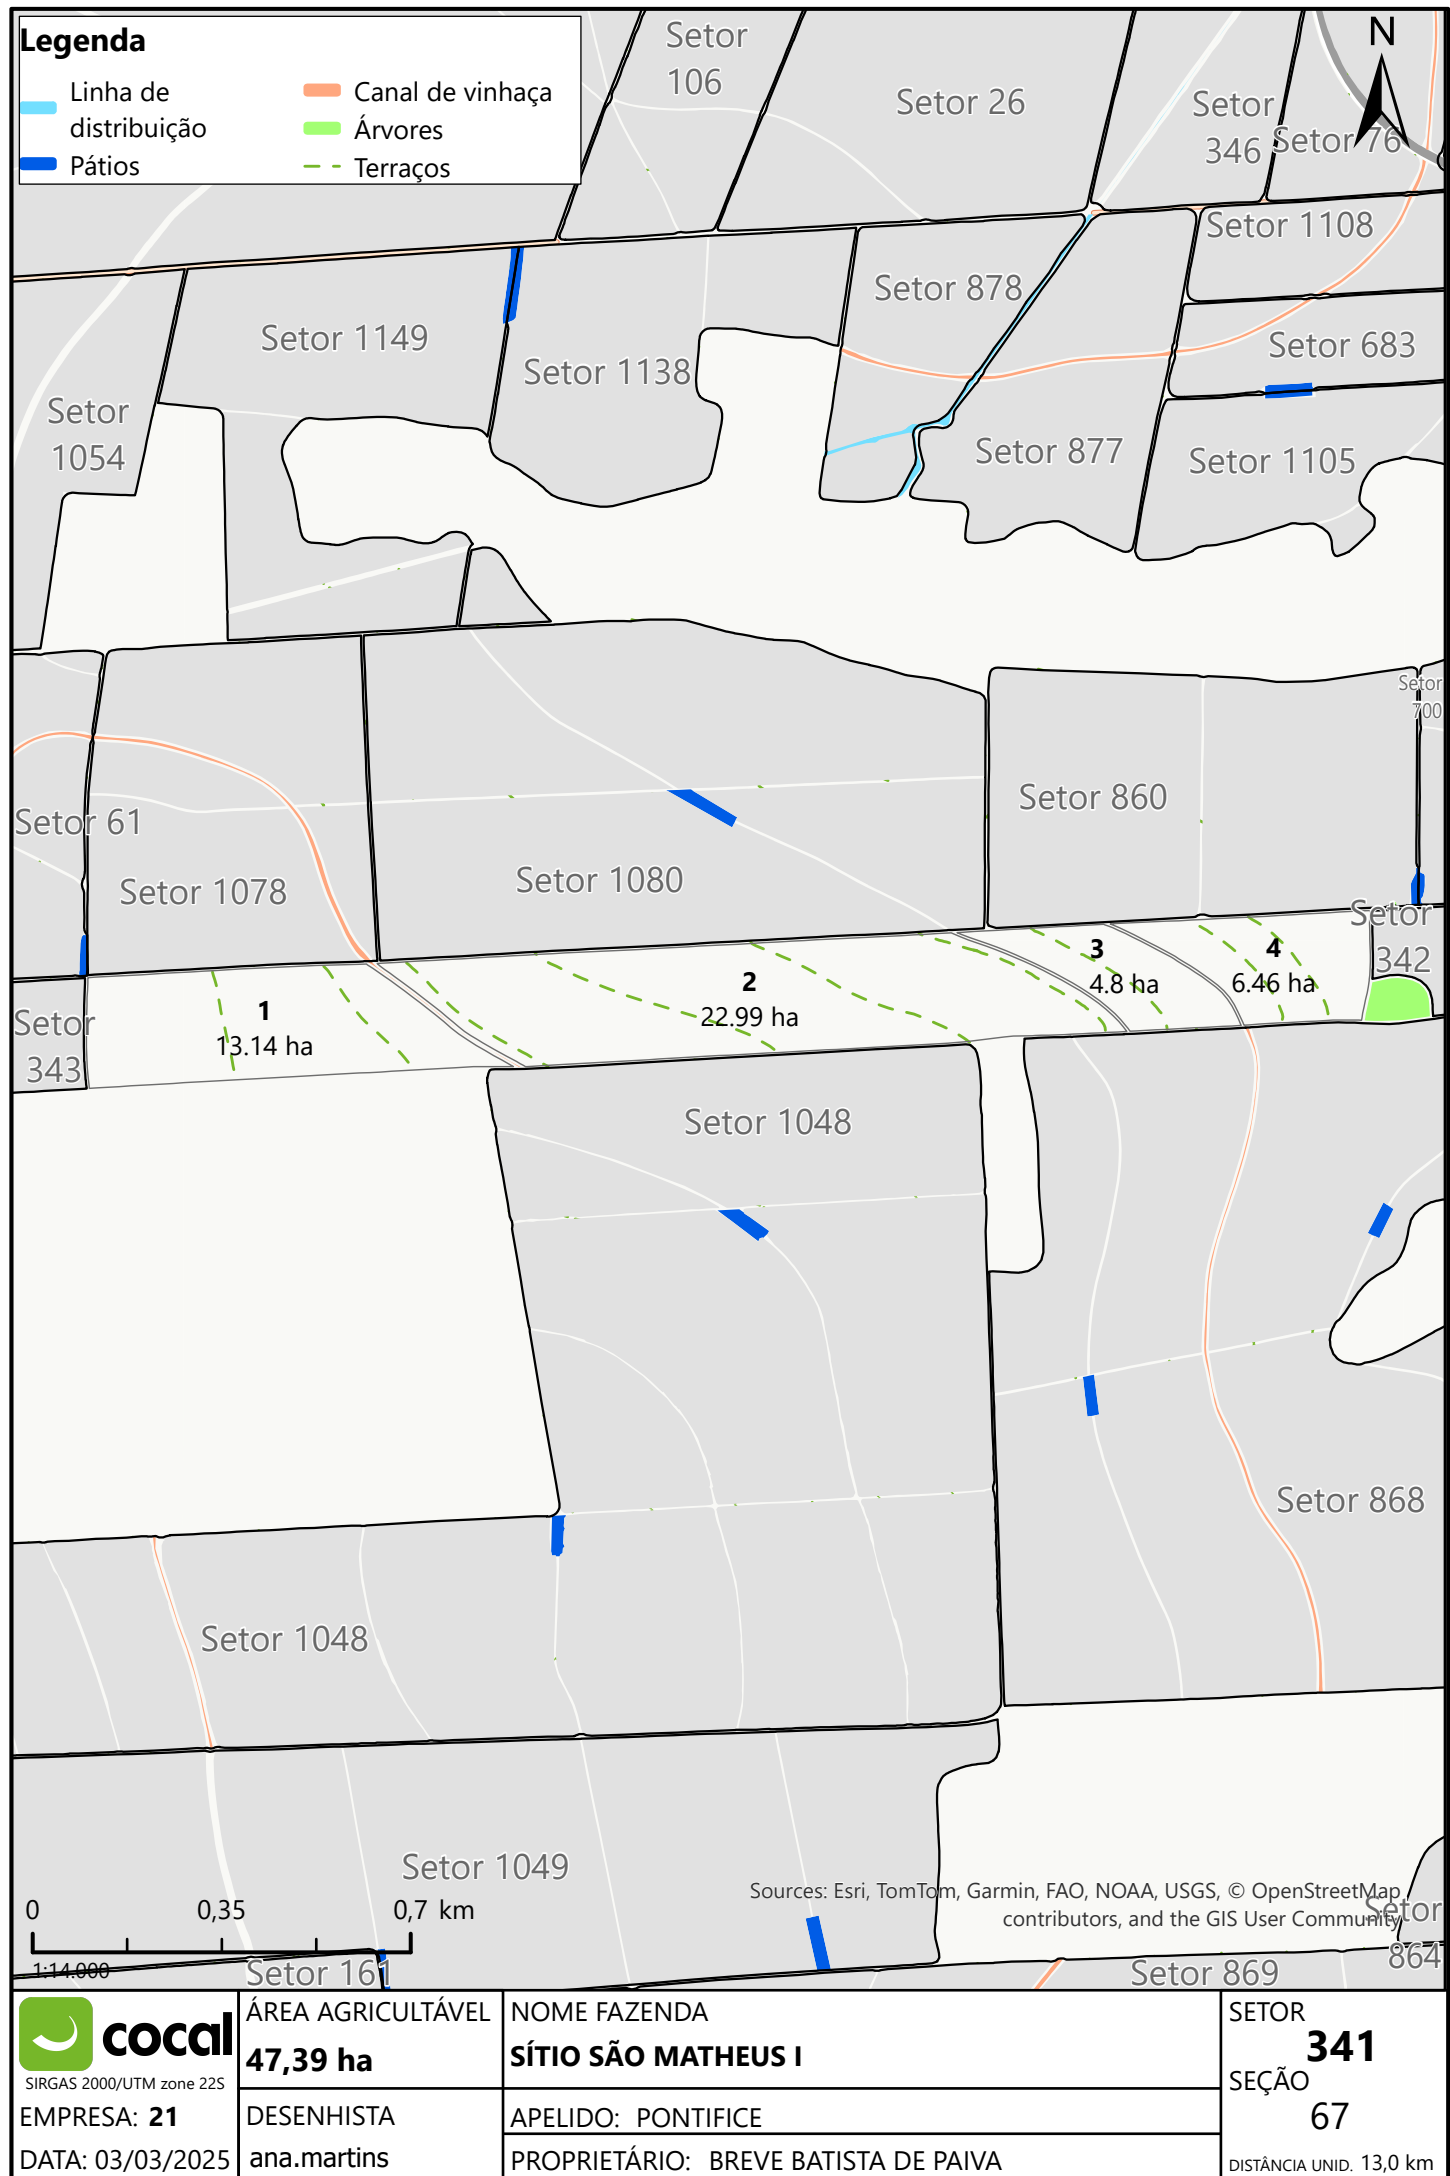 Legenda
Linha de
distribuição
Pátios
Canal de vinhaça
Árvores
Terraços
N
Setor
106
Setor 26
Setor
346
Setor 76
Setor 1108
Setor 878
Setor 1149
Setor 1138
Setor 683
Setor
1054
Setor 877
Setor 1105
Setor
700
Setor 61
Setor 1078
Setor 1080
Setor 860
Setor
342
Setor
343
1
13.14 ha
2
22.99 ha
3
4.8 ha
4
6.46 ha
Setor 1048
Setor 868
Setor 1048
Setor 1049
Sources: Esri, TomTom, Garmin, FAO, NOAA, USGS, © OpenStreetMap
contributors, and the GIS User Community
Setor
864
0 0,35 0,7 km
1:14.000
Setor 161
Setor 869
cocal
SIRGAS 2000/UTM zone 22S
EMPRESA: 21
DATA: 03/03/2025
ÁREA AGRICULTÁVEL
47,39 ha
DESENHISTA
ana.martins
NOME FAZENDA
SÍTIO SÃO MATHEUS I
APELIDO: PONTIFICE
PROPRIETÁRIO: BREVE BATISTA DE PAIVA
SETOR
341
SEÇÃO
67
DISTÂNCIA UNID. 13,0 km